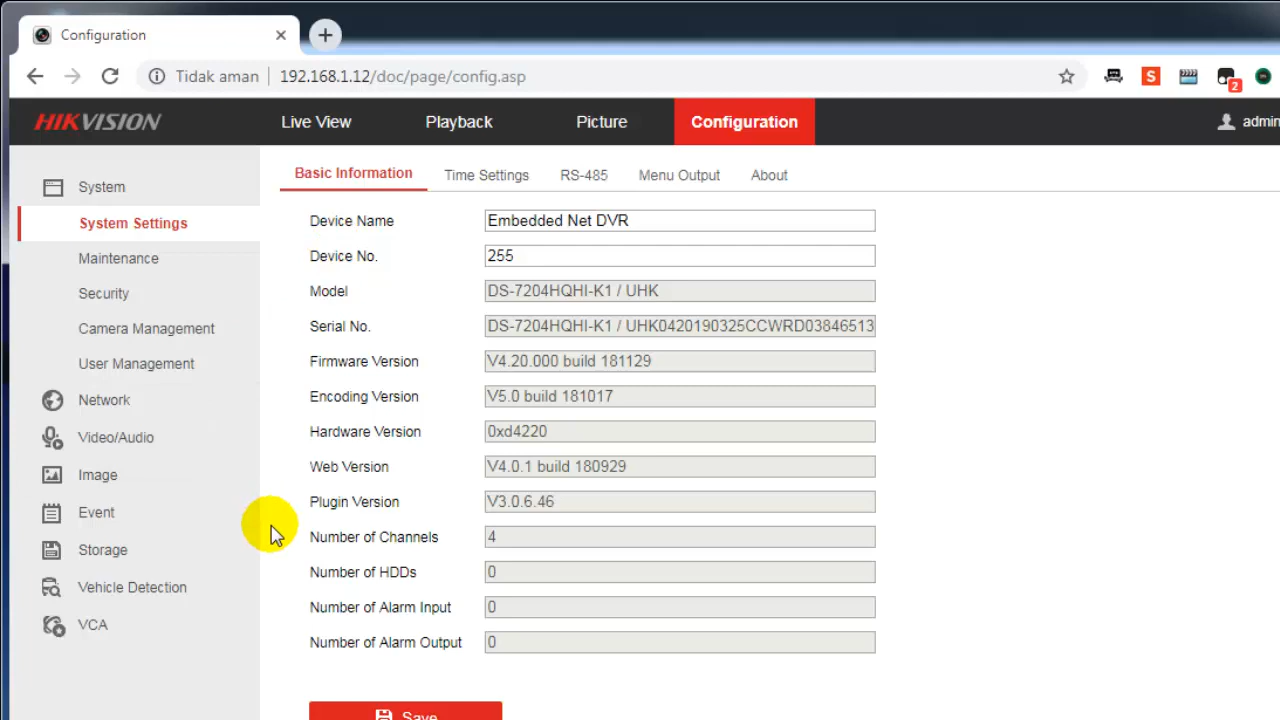 Configuration
Tidak aman 192.168.1.12/doc/page/config.asp
S
2
HIKVISION Live View Playback Picture Configuration admin
System
System Settings
Maintenance
Security
Camera Management
User Management
Network
Video/Audio
Image
Event
Storage
Vehicle Detection
VCA
Basic Information Time Settings RS-485 Menu Output About
Device Name Embedded Net DVR
Device No. 255
Model DS-7204HQHI-K1 / UHK
Serial No. DS-7204HQHI-K1 / UHK0420190325CCWRD03846513
Firmware Version V4.20.000 build 181129
Encoding Version V5.0 build 181017
Hardware Version 0xd4220
Web Version V4.0.1 build 180929
Plugin Version V3.0.6.46
Number of Channels 4
Number of HDDs 0
Number of Alarm Input 0
Number of Alarm Output 0
Save